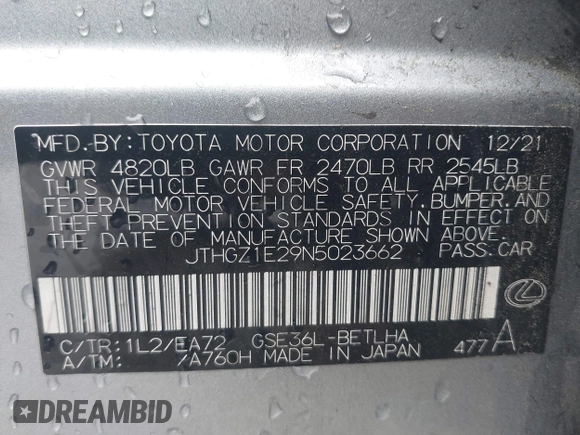 MFD. BY: TOYOTA MOTOR CORPORATION 12/21
GVWR 4820LB GAWR FR 2470LB RR 2545LB
THIS VEHICLE CONFORMS TO ALL APPLICABLE
FEDERAL MOTOR VEHICLE SAFETY, BUMPER, AND
THEFT PREVENTION STANDARDS IN EFFECT ON
THE DATE OF MANUFACTURE SHOWN ABOVE.
JTHGZ1E29N5023662 PASS. CAR
C/TR: 1L2/EA72 GSE36L-BETLHA
A/TM: /A760H MADE IN JAPAN 477 A
DREAMBID